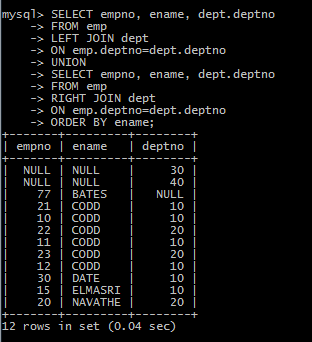 mysql> SELECT empno, ename, dept.deptno
    -> FROM emp
    -> LEFT JOIN dept
    -> ON emp.deptno=dept.deptno
    -> UNION
    -> SELECT empno, ename, dept.deptno
    -> FROM emp
    -> RIGHT JOIN dept
    -> ON emp.deptno=dept.deptno
    -> ORDER BY ename;
+-------+---------+--------+
| empno | ename   | deptno |
+-------+---------+--------+
|  NULL | NULL    |     30 |
|  NULL | NULL    |     40 |
|    77 | BATES   |   NULL |
|    21 | CODD    |     10 |
|    10 | CODD    |     10 |
|    22 | CODD    |     20 |
|    11 | CODD    |     10 |
|    23 | CODD    |     20 |
|    12 | CODD    |     10 |
|    30 | DATE    |     10 |
|    15 | ELMASRI |     10 |
|    20 | NAVATHE |     20 |
+-------+---------+--------+
12 rows in set (0.04 sec)